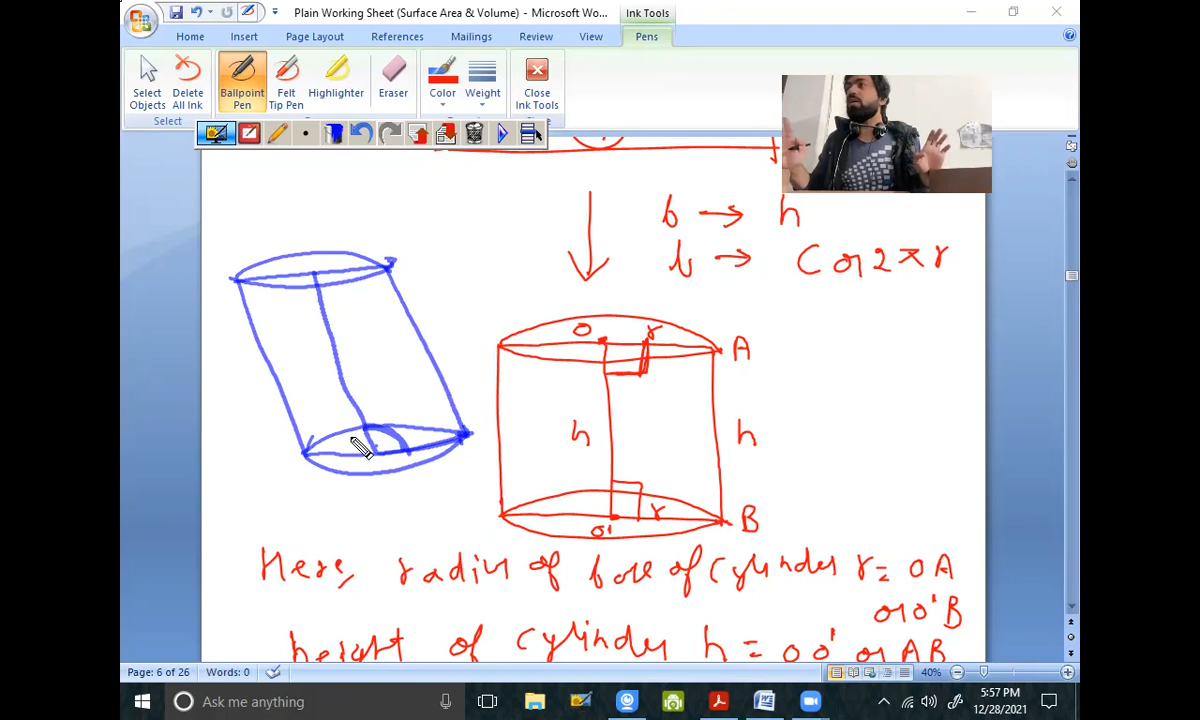 Plain Working Sheet (Surface Area & Volume) - Microsoft Wo... Ink Tools
Home Insert Page Layout References Mailings Review View Pens
Select Objects Delete All Ink Ballpoint Pen Felt Tip Pen Highlighter Eraser Color Weight Close Ink Tools
Select
b → h
l → C or 2πr
O r A
h h
r
O' B
Here, radius of base of cylinder r = OA
or O'B
height of cylinder h = OO' or AB
Page: 6 of 26 Words: 0 40%
Ask me anything
5:57 PM
12/28/2021